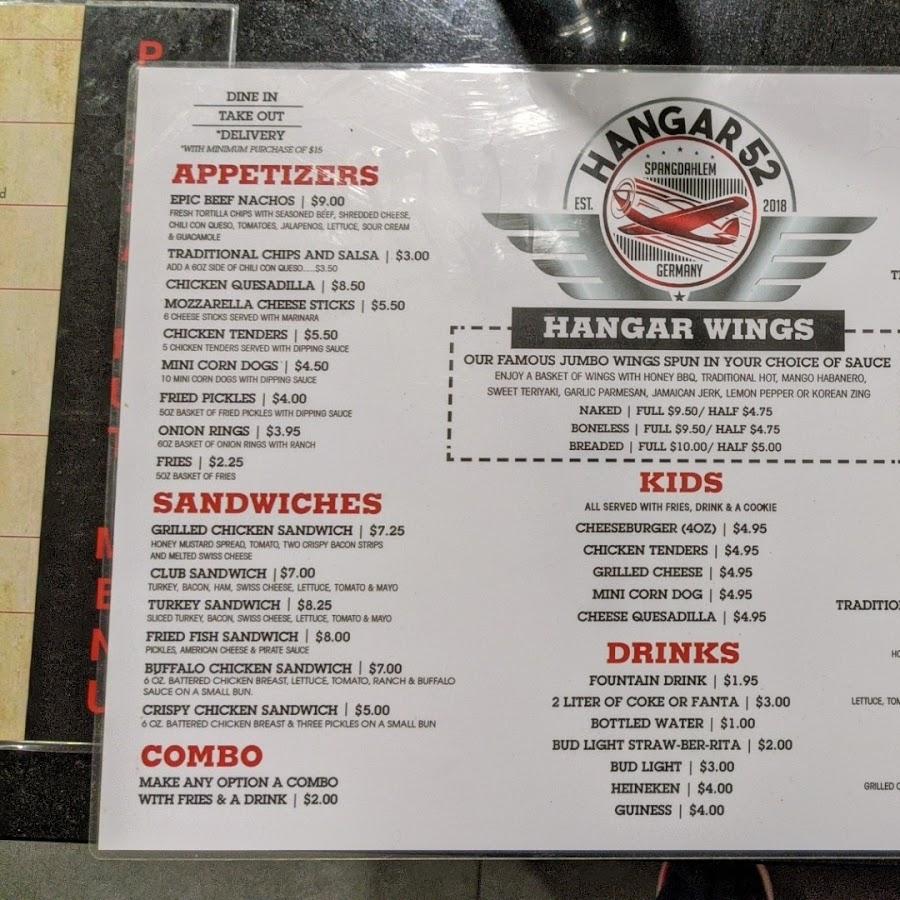 DINE IN
TAKE OUT
*DELIVERY
*WITH MINIMUM PURCHASE OF $15
APPETIZERS
EPIC BEEF NACHOS | $9.00
FRESH TORTILLA CHIPS WITH SEASONED BEEF, SHREDDED CHEESE,
CHILI CON QUESO, TOMATOES, JALAPENOS, LETTUCE, SOUR CREAM
& GUACAMOLE
TRADITIONAL CHIPS AND SALSA | $3.00
ADD A 6OZ SIDE OF CHILI CON QUESO.....$3.50
CHICKEN QUESADILLA | $8.50
MOZZARELLA CHEESE STICKS | $5.50
6 CHEESE STICKS SERVED WITH MARINARA
CHICKEN TENDERS | $5.50
5 CHICKEN TENDERS SERVED WITH DIPPING SAUCE
MINI CORN DOGS | $4.50
10 MINI CORN DOGS WITH DIPPING SAUCE
FRIED PICKLES | $4.00
5OZ BASKET OF FRIED PICKLES WITH DIPPING SAUCE
ONION RINGS | $3.95
6OZ BASKET OF ONION RINGS WITH RANCH
FRIES | $2.25
5OZ BASKET OF FRIES
SANDWICHES
GRILLED CHICKEN SANDWICH | $7.25
HONEY MUSTARD SPREAD, TOMATO, TWO CRISPY BACON STRIPS
AND MELTED SWISS CHEESE
CLUB SANDWICH | $7.00
TURKEY, BACON, HAM, SWISS CHEESE, LETTUCE, TOMATO & MAYO
TURKEY SANDWICH | $8.25
SLICED TURKEY, BACON, SWISS CHEESE, LETTUCE, TOMATO & MAYO
FRIED FISH SANDWICH | $8.00
PICKLES, AMERICAN CHEESE & PIRATE SAUCE
BUFFALO CHICKEN SANDWICH | $7.00
6 OZ. BATTERED CHICKEN BREAST, LETTUCE, TOMATO, RANCH & BUFFALO
SAUCE ON A SMALL BUN.
CRISPY CHICKEN SANDWICH | $5.00
6 OZ. BATTERED CHICKEN BREAST & THREE PICKLES ON A SMALL BUN
COMBO
MAKE ANY OPTION A COMBO
WITH FRIES & A DRINK | $2.00
HANGAR 52
SPANGDAHLEM
EST. 2018
GERMANY
HANGAR WINGS
OUR FAMOUS JUMBO WINGS SPUN IN YOUR CHOICE OF SAUCE
ENJOY A BASKET OF WINGS WITH HONEY BBQ, TRADITIONAL HOT, MANGO HABANERO,
SWEET TERIYAKI, GARLIC PARMESAN, JAMAICAN JERK, LEMON PEPPER OR KOREAN ZING
NAKED | FULL $9.50/ HALF $4.75
BONELESS | FULL $9.50/ HALF $4.75
BREADED | FULL $10.00/ HALF $5.00
KIDS
ALL SERVED WITH FRIES, DRINK & A COOKIE
CHEESEBURGER (4OZ) | $4.95
CHICKEN TENDERS | $4.95
GRILLED CHEESE | $4.95
MINI CORN DOG | $4.95
CHEESE QUESADILLA | $4.95
DRINKS
FOUNTAIN DRINK | $1.95
2 LITER OF COKE OR FANTA | $3.00
BOTTLED WATER | $1.00
BUD LIGHT STRAW-BER-RITA | $2.00
BUD LIGHT | $3.00
HEINEKEN | $4.00
GUINESS | $4.00
LETTUCE, TOM
GRILLED